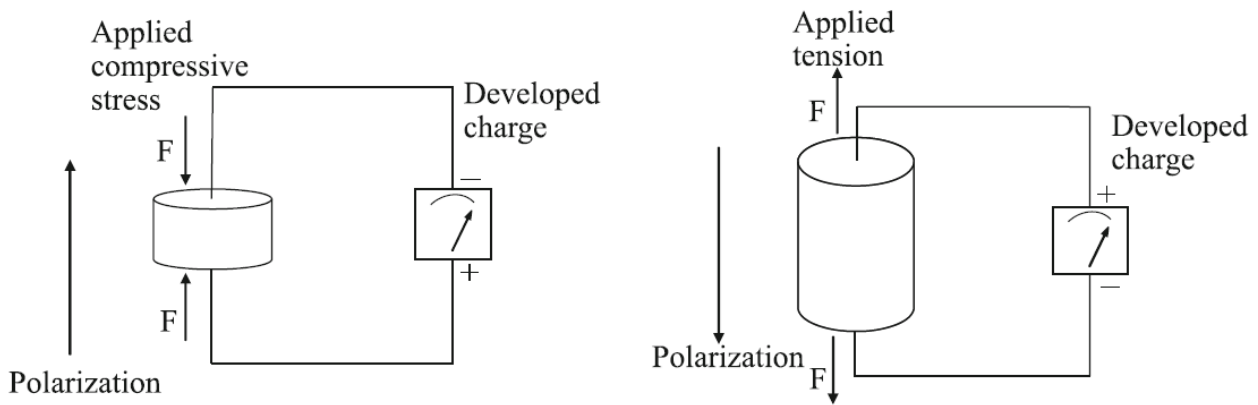 Applied
compressive
stress
F
Developed
charge
−
+
F
Polarization
Applied
tension
F
Developed
charge
+
−
Polarization
F